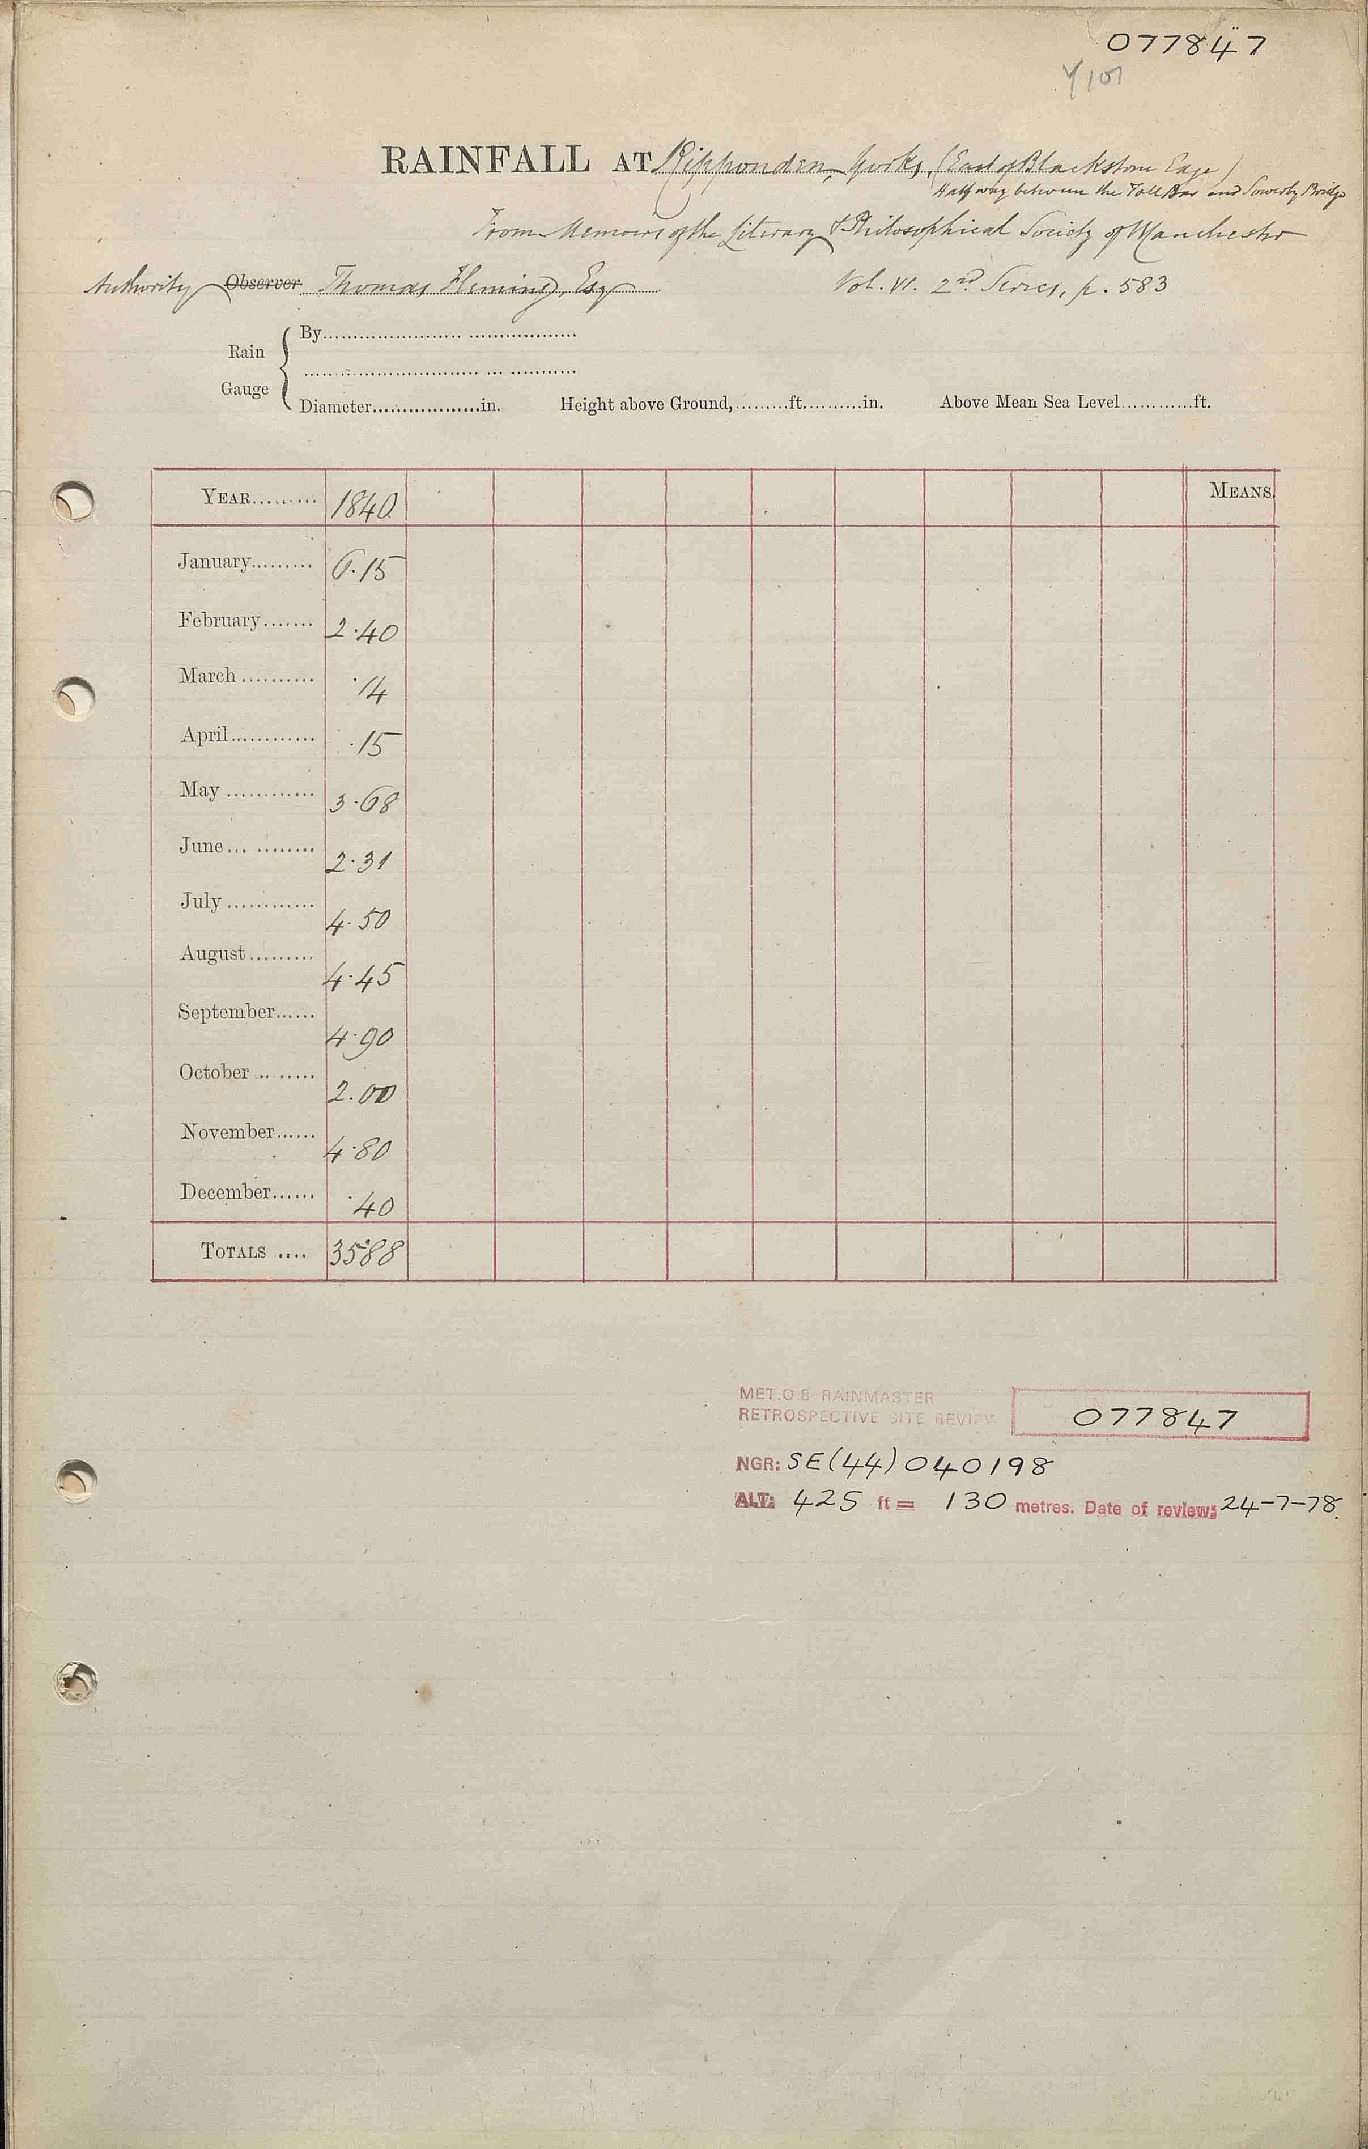 077847
Y101
RAINFALL AT Ripponden, Yorks, (East of Blackstone Edge)
Half way between the Toll Bar and Sowerby Bridge
From Memoirs of the Literary & Philosophical Society of Manchester
Authority Observer Thomas Fleming, Esq Vol. VI. 2nd Series, p. 583
Rain Gauge
By
Diameter in. Height above Ground, ft. in. Above Mean Sea Level ft.
YEAR 1840. MEANS.
January 6.15
February 2.40
March .14
April .15
May 3.68
June 2.31
July 4.50
August 4.45
September 4.90
October 2.00
November 4.80
December .40
TOTALS 35.88
MET.O.8 RAINMASTER
RETROSPECTIVE SITE REVIEW 077847
NGR: SE(44)040198
ALT: 425 ft = 130 metres. Date of review: 24-7-78.